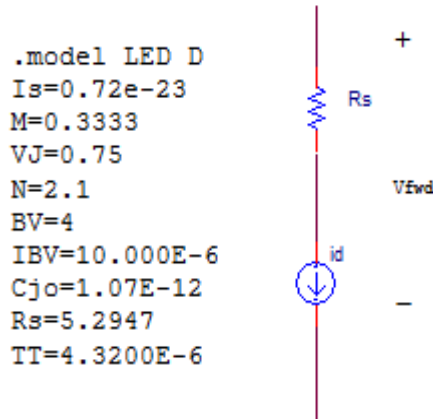 .model LED D
Is=0.72e-23
M=0.3333
VJ=0.75
N=2.1
BV=4
IBV=10.000E-6
Cjo=1.07E-12
Rs=5.2947
TT=4.3200E-6
+
Rs
Vfwd
id
−